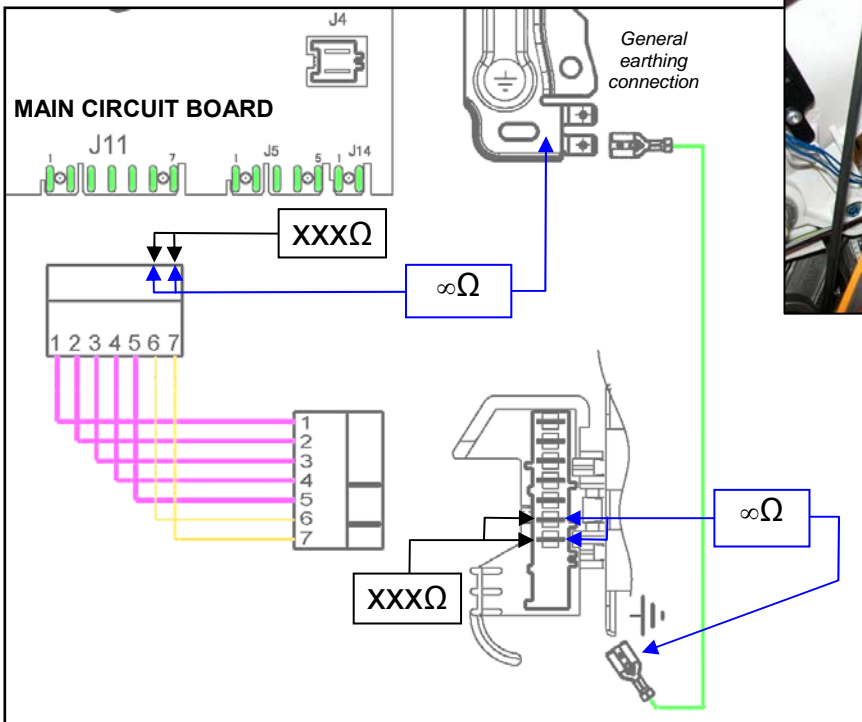 J4
General
earthing
connection
MAIN CIRCUIT BOARD
J11
J5
J14
1
7
1
5
1
xxxΩ
∞Ω
1 2 3 4 5 6 7
1
2
3
4
5
6
7
∞Ω
xxxΩ